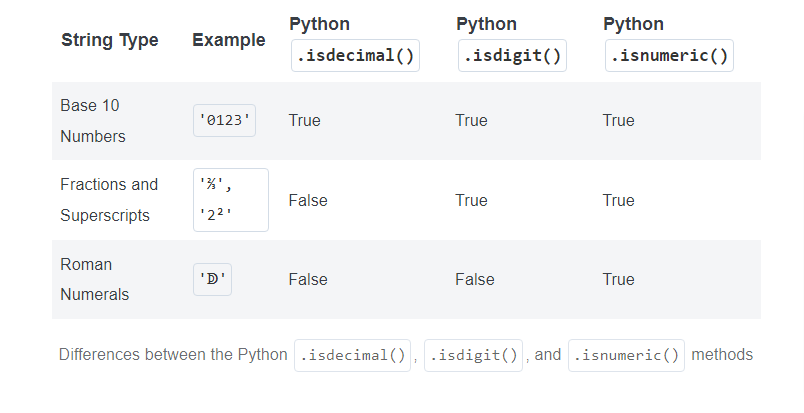 String Type Example Python .isdecimal() Python .isdigit() Python .isnumeric()
Base 10 Numbers '0123' True True True
Fractions and Superscripts '⅔', '2²' False True True
Roman Numerals 'ↁ' False False True
Differences between the Python .isdecimal() , .isdigit() , and .isnumeric() methods